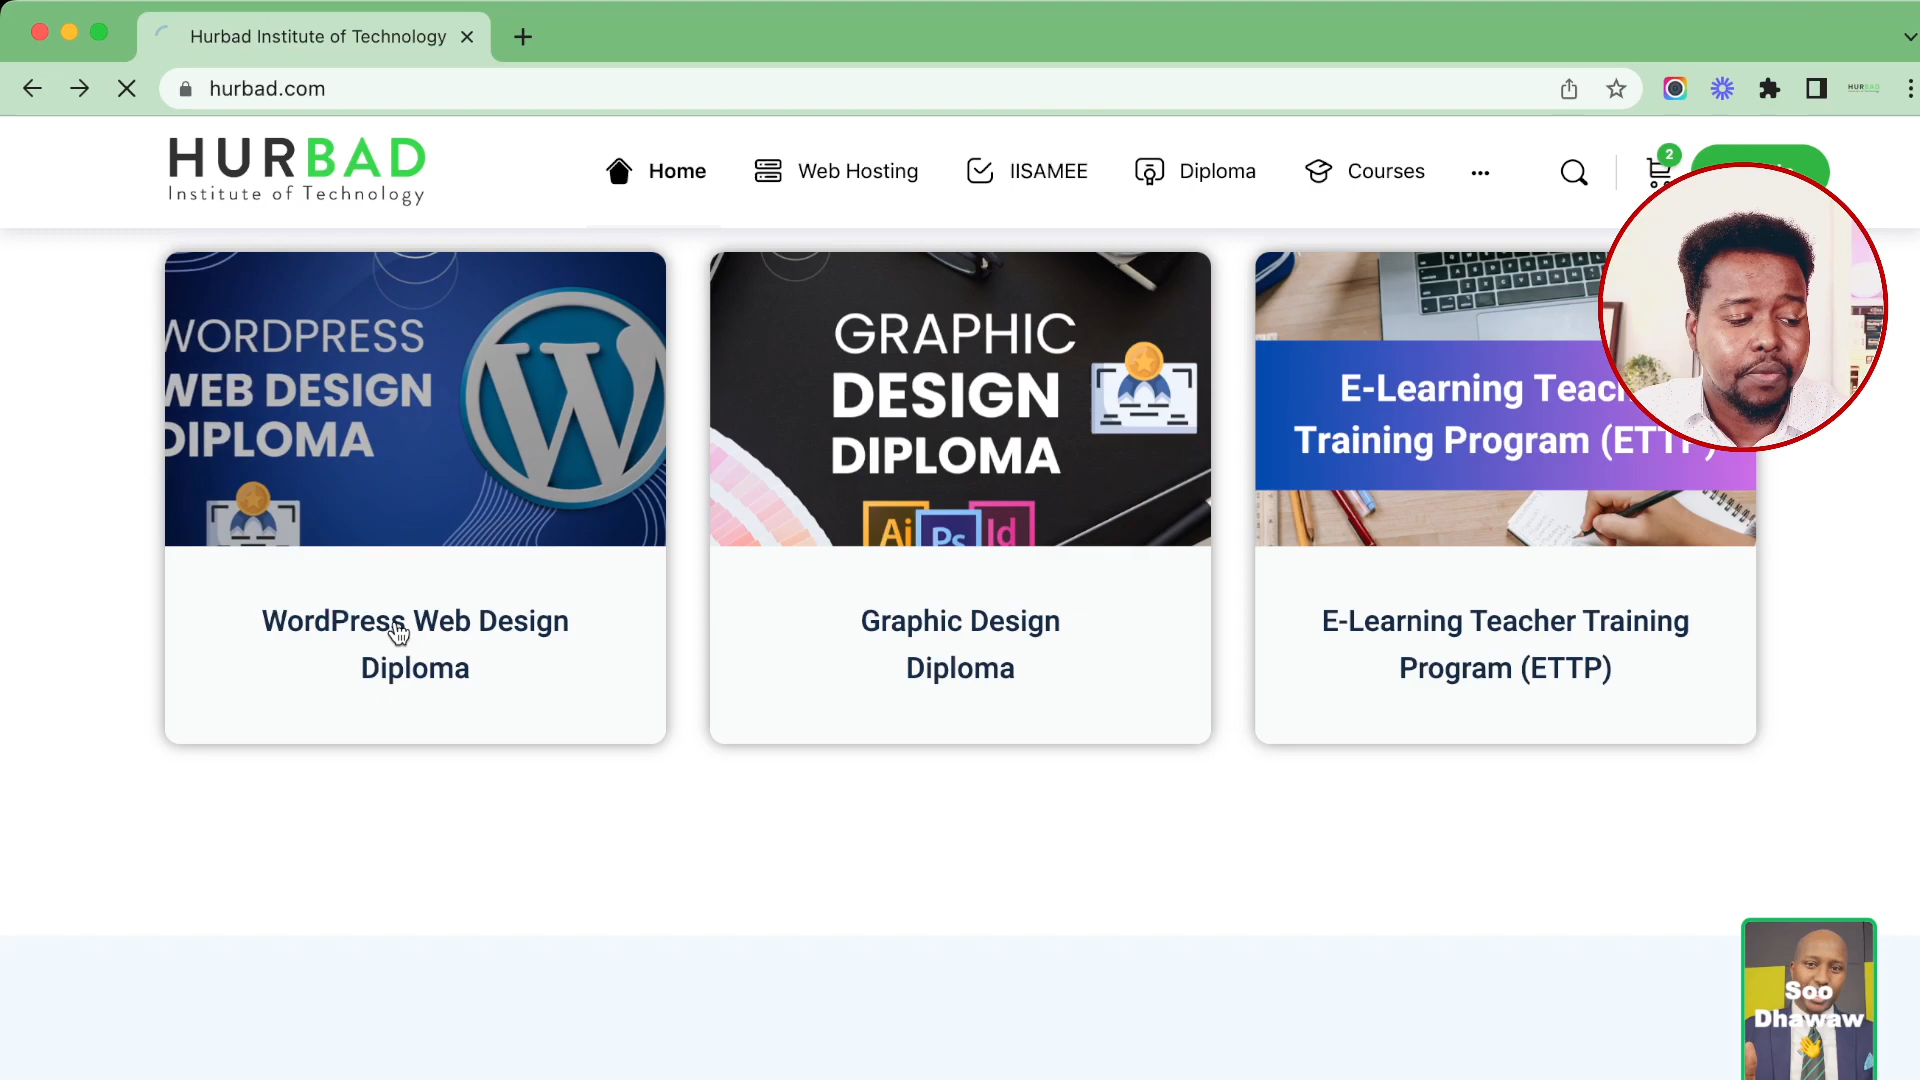 Hurbad Institute of Technology
hurbad.com
HURBAD
HURBAD
Institute of Technology
Home
Web Hosting
IISAMEE
Diploma
Courses
2
WORDPRESS
WEB DESIGN
DIPLOMA
GRAPHIC
DESIGN
DIPLOMA
Ai Ps Id
E-Learning Teac
Training Program (ETTP)
WordPress Web Design
Diploma
Graphic Design
Diploma
E-Learning Teacher Training
Program (ETTP)
Soo
Dhawaw